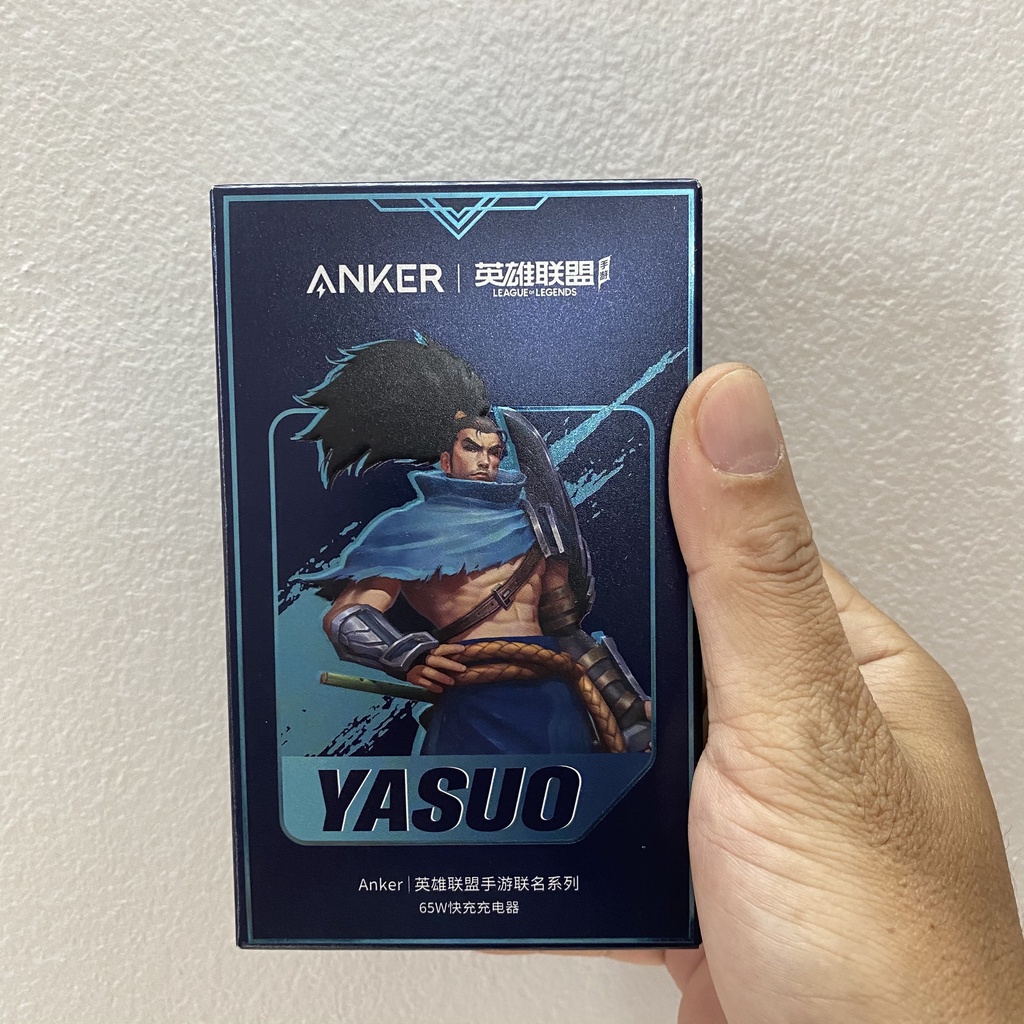 ANKER | 英雄联盟手游
LEAGUE OF LEGENDS
YASUO
Anker | 英雄联盟手游联名系列
65W快充充电器